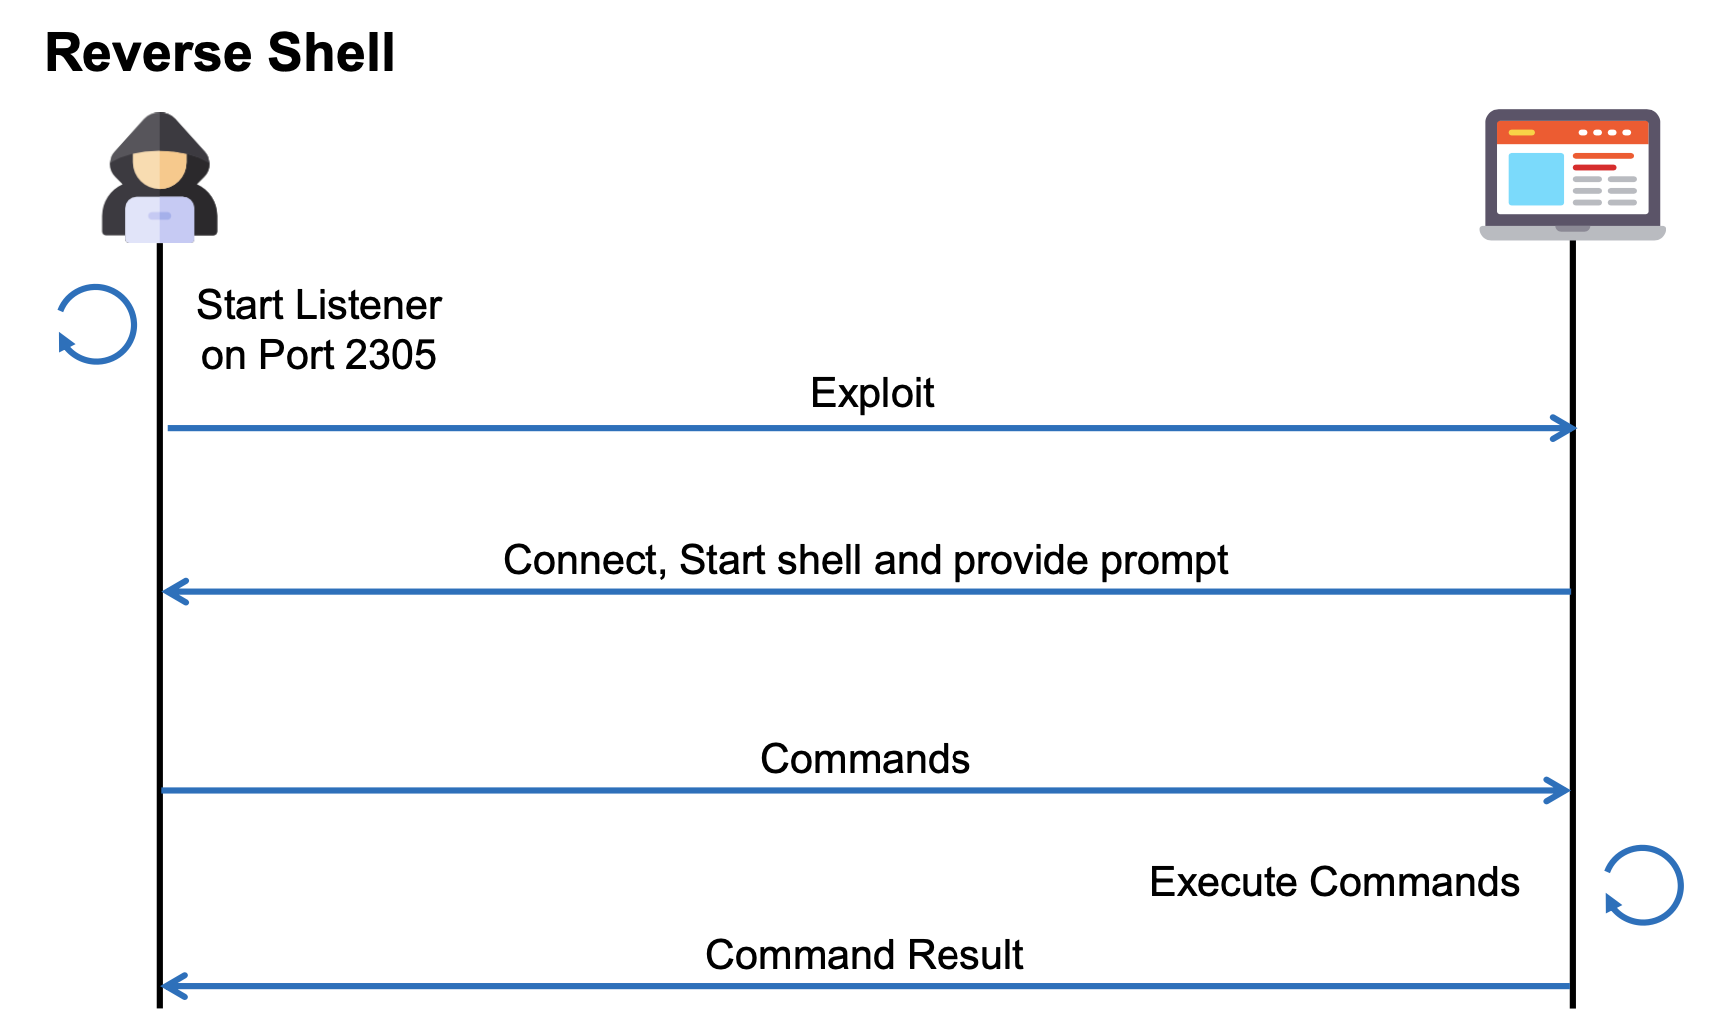 Reverse Shell
Start Listener
on Port 2305
Exploit
Connect, Start shell and provide prompt
Commands
Execute Commands
Command Result